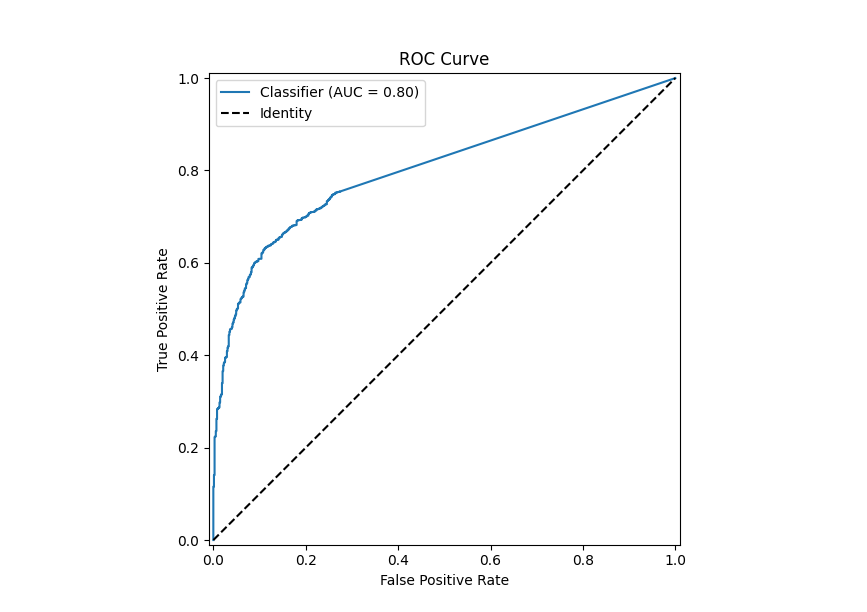 ROC Curve
Classifier (AUC = 0.80)
Identity
1.0
0.8
0.6
0.4
0.2
0.0
True Positive Rate
0.0 0.2 0.4 0.6 0.8 1.0
False Positive Rate